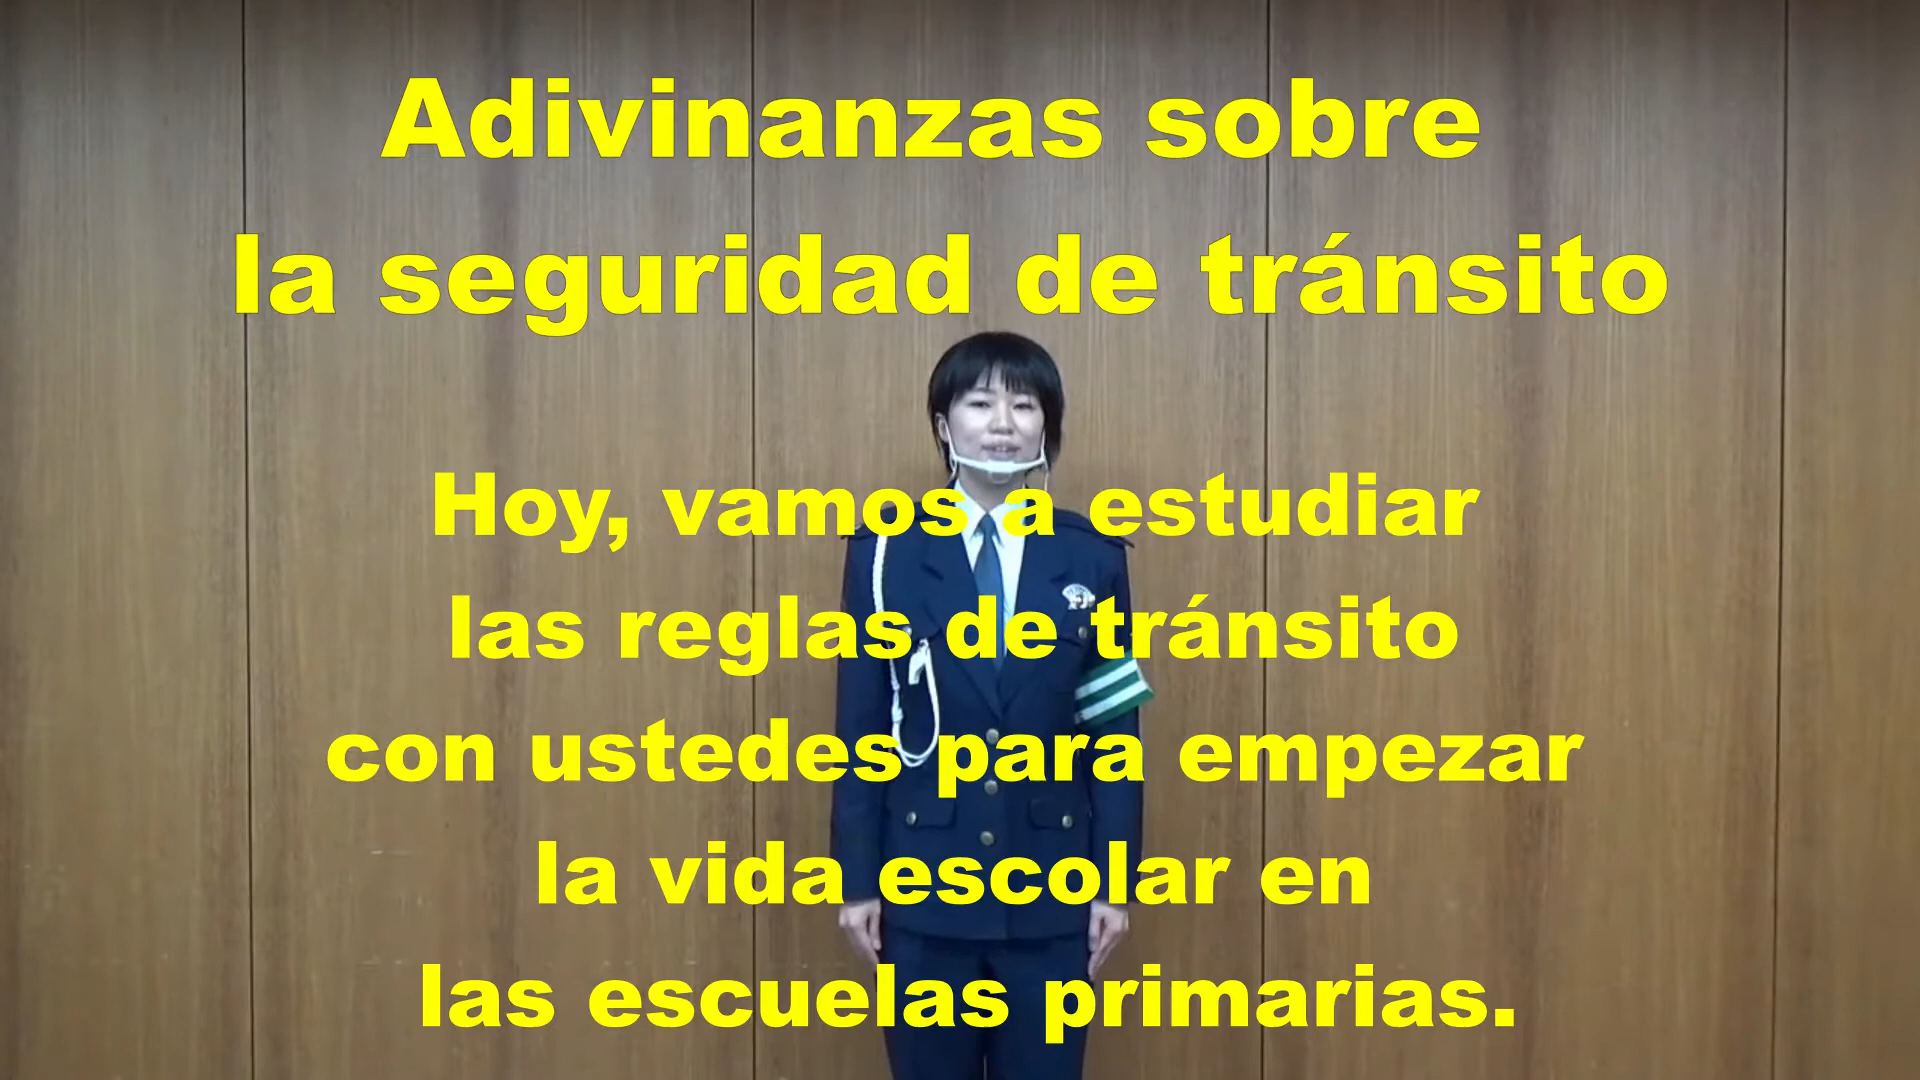 Adivinanzas sobre
la seguridad de tránsito
Hoy, vamos a estudiar
las reglas de tránsito
con ustedes para empezar
la vida escolar en
las escuelas primarias.